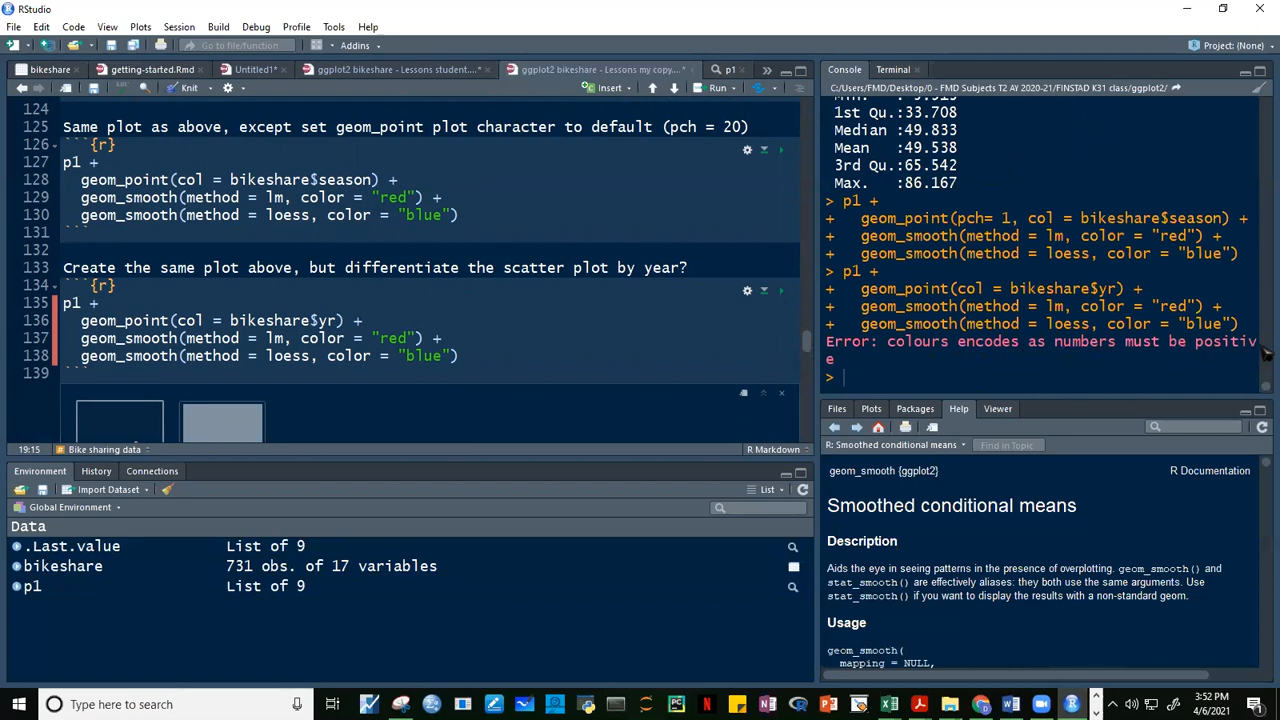 RStudio
File Edit Code View Plots Session Build Debug Profile Tools Help
Go to file/function Addins Project: (None)
bikeshare getting-started.Rmd Untitled1* ggplot2 bikeshare - Lessons student....* ggplot2 bikeshare - Lessons my copy....* p1
Knit Insert Run
124
125 Same plot as above, except set geom_point plot character to default (pch = 20)
126 ```{r}
127 p1 +
128 geom_point(col = bikeshare$season) +
129 geom_smooth(method = lm, color = "red") +
130 geom_smooth(method = loess, color = "blue")
131 ```
132
133 Create the same plot above, but differentiate the scatter plot by year?
134 ```{r}
135 p1 +
136 geom_point(col = bikeshare$yr) +
137 geom_smooth(method = lm, color = "red") +
138 geom_smooth(method = loess, color = "blue")
139
19:15 Bike sharing data R Markdown
Environment History Connections
Import Dataset List
Global Environment
Data
.Last.value List of 9
bikeshare 731 obs. of 17 variables
p1 List of 9
Console Terminal
C:/Users/FMD/Desktop/0 - FMD Subjects T2 AY 2020-21/FINSTAD K31 class/ggplot2/
1st Qu.:33.708
Median :49.833
Mean :49.538
3rd Qu.:65.542
Max. :86.167
> p1 +
+ geom_point(pch= 1, col = bikeshare$season) +
+ geom_smooth(method = lm, color = "red") +
+ geom_smooth(method = loess, color = "blue")
> p1 +
+ geom_point(col = bikeshare$yr) +
+ geom_smooth(method = lm, color = "red") +
+ geom_smooth(method = loess, color = "blue")
Error: colours encodes as numbers must be positiv
e
>
Files Plots Packages Help Viewer
R: Smoothed conditional means Find in Topic
geom_smooth {ggplot2} R Documentation
Smoothed conditional means
Description
Aids the eye in seeing patterns in the presence of overplotting. geom_smooth() and
stat_smooth() are effectively aliases: they both use the same arguments. Use
stat_smooth() if you want to display the results with a non-standard geom.
Usage
geom_smooth(
mapping = NULL,
Type here to search
3:52 PM
4/6/2021